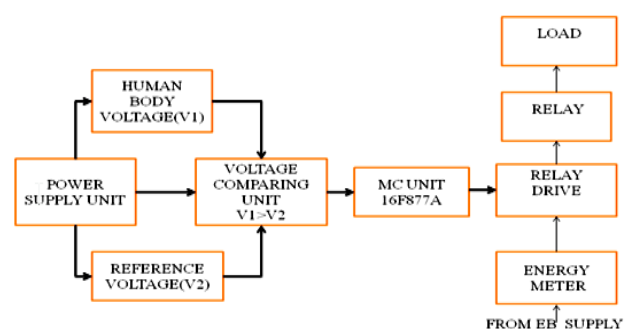 LOAD
HUMAN
BODY
VOLTAGE(V1)
RELAY
POWER
SUPPLY UNIT
VOLTAGE
COMPARING
UNIT
V1>V2
MC UNIT
16F877A
RELAY
DRIVE
REFERENCE
VOLTAGE(V2)
ENERGY
METER
FROM EB SUPPLY